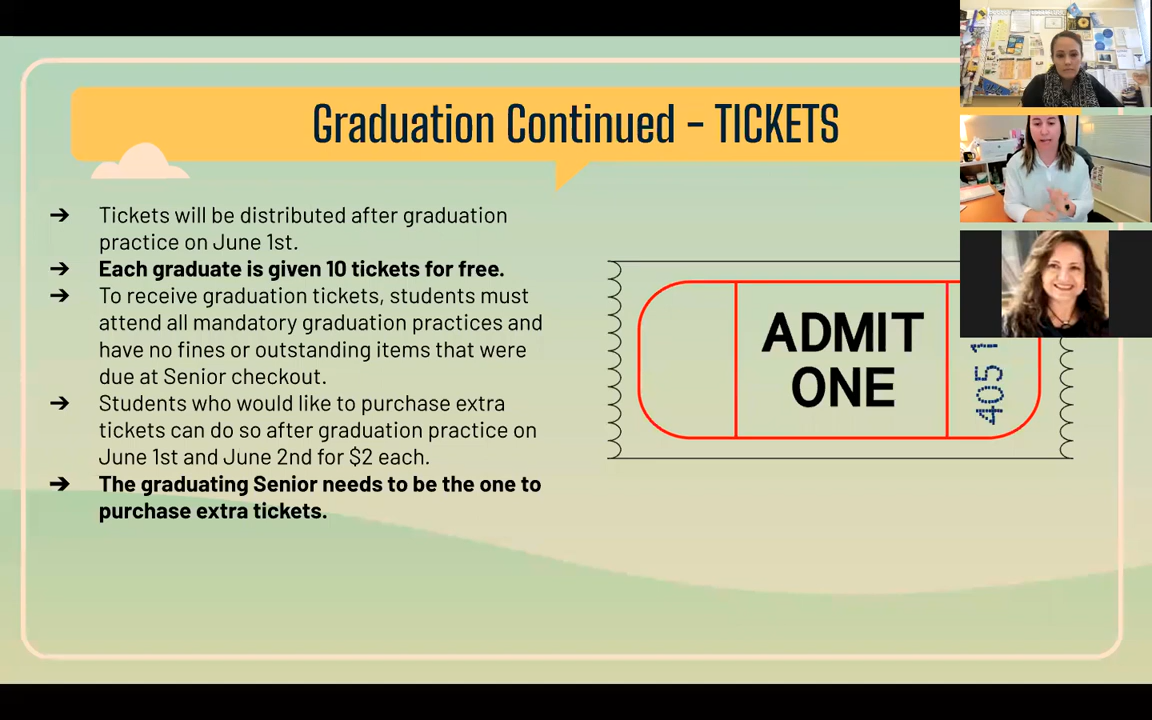 Graduation Continued - TICKETS
➔ Tickets will be distributed after graduation
practice on June 1st.
➔ Each graduate is given 10 tickets for free.
➔ To receive graduation tickets, students must
attend all mandatory graduation practices and
have no fines or outstanding items that were
due at Senior checkout.
➔ Students who would like to purchase extra
tickets can do so after graduation practice on
June 1st and June 2nd for $2 each.
➔ The graduating Senior needs to be the one to
purchase extra tickets.
ADMIT
ONE
405